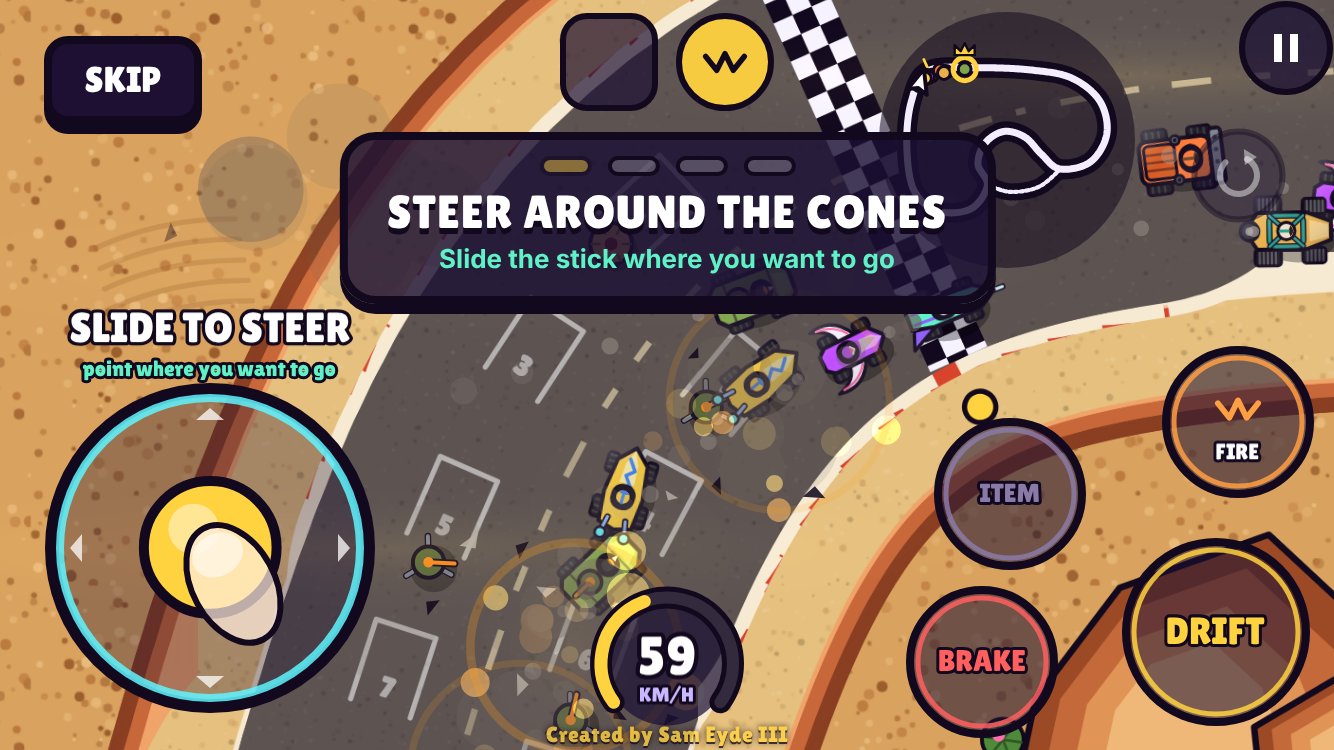 SKIP
STEER AROUND THE CONES
Slide the stick where you want to go
SLIDE TO STEER
point where you want to go
3
5
7
FIRE
ITEM
DRIFT
BRAKE
59
KM/H
Created by Sam Eyde III